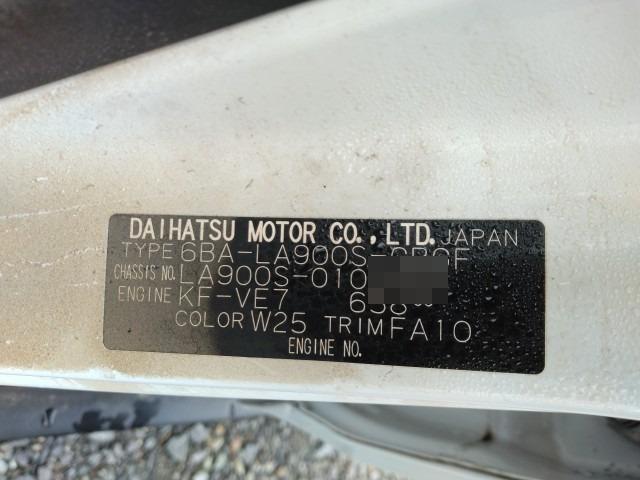 DAIHATSU MOTOR CO., LTD. JAPAN
TYPE 6BA-LA900S-
CHASSIS NO. LA900S-010
ENGINE KF-VE7 658
COLOR W25 TRIM FA10
ENGINE NO.